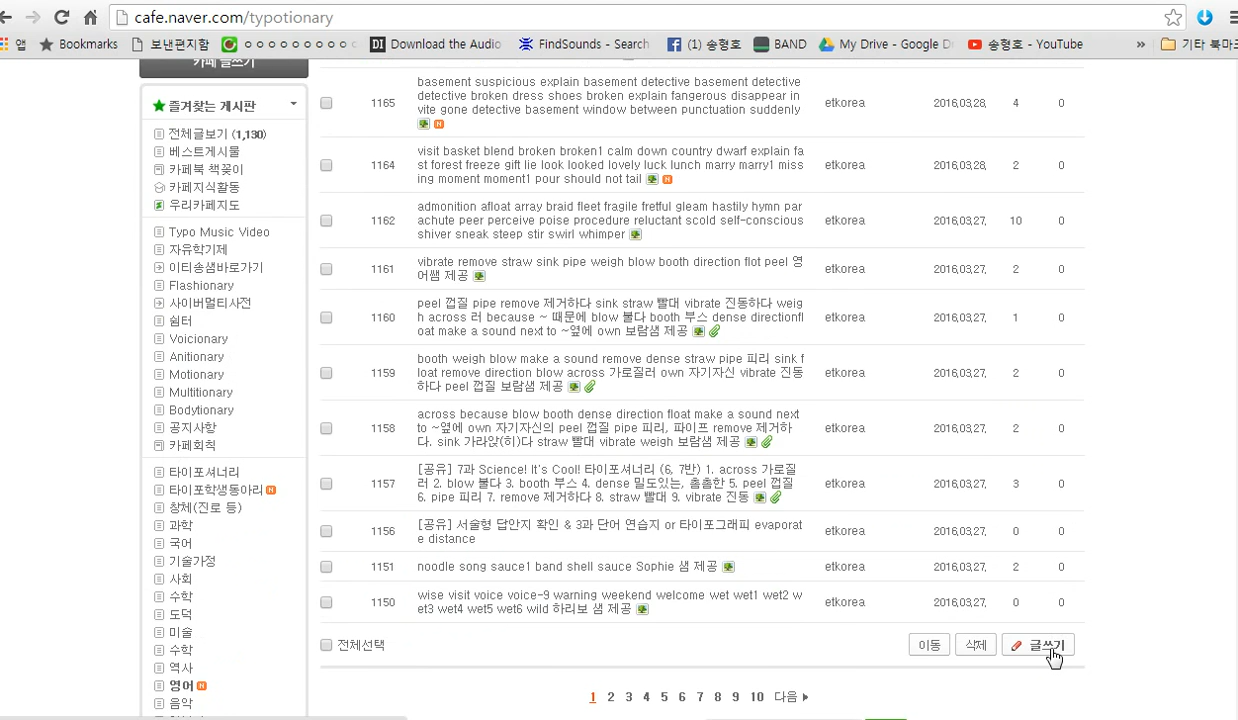 cafe.naver.com/typotionary
앱 Bookmarks 보낸편지함 ㅇㅇㅇㅇㅇㅇㅇㅇㅇ Download the Audio FindSounds - Search (1) 송형호 BAND My Drive - Google D 송형호 - YouTube » 기타 북마크
카페 글쓰기
즐겨찾는 게시판
전체글보기 (1,130)
베스트게시물
카페북 책꽂이
카페지식활동
우리카페지도
Typo Music Video
자유학기제
이티송샘바로가기
Flashionary
사이버멀티사전
쉼터
Voicionary
Anitionary
Motionary
Multitionary
Bodytionary
공지사항
카페회칙
타이포셔너리
타이포학생동아리 N
창체(진로 등)
과학
국어
기술가정
사회
수학
도덕
미술
수학
역사
영어 N
음악
basement suspicious explain basement detective basement detective
1165 detective broken dress shoes broken explain fangerous disappear in etkorea 2016.03.28. 4 0
vite gone detective basement window between punctuation suddenly
N
visit basket blend broken broken1 calm down country dwarf explain fa
1164 st forest freeze gift lie look looked lovely luck lunch marry marry1 miss etkorea 2016.03.28. 2 0
ing moment moment1 pour should not tail N
admonition afloat array braid fleet fragile fretful gleam hastily hymn par
1162 achute peer perceive poise procedure reluctant scold self-conscious etkorea 2016.03.27. 10 0
shiver sneak steep stir swirl whimper
vibrate remove straw sink pipe weigh blow booth direction flot peel 영
1161 etkorea 2016.03.27. 2 0
어쌤 제공
peel 껍질 pipe remove 제거하다 sink straw 빨대 vibrate 진동하다 weig
1160 h across 러 because ~ 때문에 blow 불다 booth 부스 dense directionfl etkorea 2016.03.27. 1 0
oat make a sound next to ~옆에 own 보람샘 제공
booth weigh blow make a sound remove dense straw pipe 피리 sink f
1159 loat remove direction blow across 가로질러 own 자기자신 vibrate 진동 etkorea 2016.03.27. 2 0
하다 peel 껍질 보람샘 제공
across because blow booth dense direction float make a sound next
1158 to ~옆에 own 자기자신의 peel 껍질 pipe 피리, 파이프 remove 제거하 etkorea 2016.03.27. 2 0
다. sink 가라앉(히)다 straw 빨대 vibrate weigh 보람샘 제공
[공유] 7과 Science! It's Cool! 타이포셔너리 (6, 7반) 1. across 가로질
1157 러 2. blow 불다 3. booth 부스 4. dense 밀도있는, 촘촘한 5. peel 껍질 etkorea 2016.03.27. 3 0
6. pipe 피리 7. remove 제거하다 8. straw 빨대 9. vibrate 진동
[공유] 서술형 답안지 확인 & 3과 단어 연습지 or 타이포그래피 evaporat
1156 etkorea 2016.03.27. 0 0
e distance
1151 noodle song sauce1 band shell sauce Sophie 샘 제공 etkorea 2016.03.27. 2 0
wise visit voice voice-9 warning weekend welcome wet wet1 wet2 w
1150 etkorea 2016.03.27. 0 0
et3 wet4 wet5 wet6 wild 하리보 샘 제공
전체선택 이동 삭제 글쓰기
1 2 3 4 5 6 7 8 9 10 다음